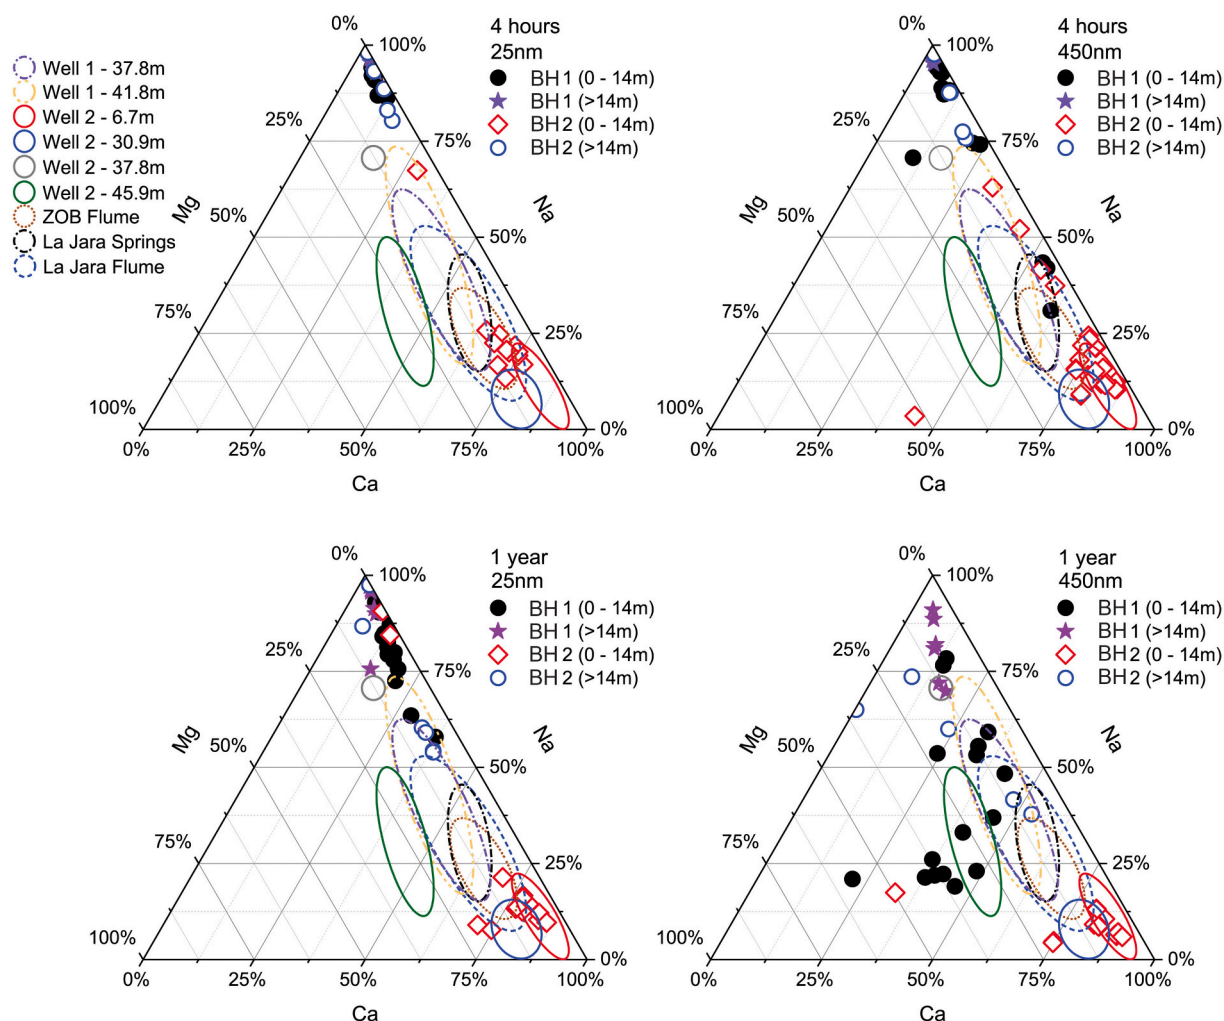 Well 1 - 37.8m
Well 1 - 41.8m
Well 2 - 6.7m
Well 2 - 30.9m
Well 2 - 37.8m
Well 2 - 45.9m
ZOB Flume
La Jara Springs
La Jara Flume
4 hours
25nm
BH 1 (0 - 14m)
BH 1 (>14m)
BH 2 (0 - 14m)
BH 2 (>14m)
0%
100%
25%
75%
Mg
Na
50%
50%
75%
25%
100%
0%
0%
25%
50%
75%
100%
Ca
4 hours
450nm
BH 1 (0 - 14m)
BH 1 (>14m)
BH 2 (0 - 14m)
BH 2 (>14m)
0%
100%
25%
75%
Mg
Na
50%
50%
75%
25%
100%
0%
0%
25%
50%
75%
100%
Ca
1 year
25nm
BH 1 (0 - 14m)
BH 1 (>14m)
BH 2 (0 - 14m)
BH 2 (>14m)
0%
100%
25%
75%
Mg
Na
50%
50%
75%
25%
100%
0%
0%
25%
50%
75%
100%
Ca
1 year
450nm
BH 1 (0 - 14m)
BH 1 (>14m)
BH 2 (0 - 14m)
BH 2 (>14m)
0%
100%
25%
75%
Mg
Na
50%
50%
75%
25%
100%
0%
0%
25%
50%
75%
100%
Ca